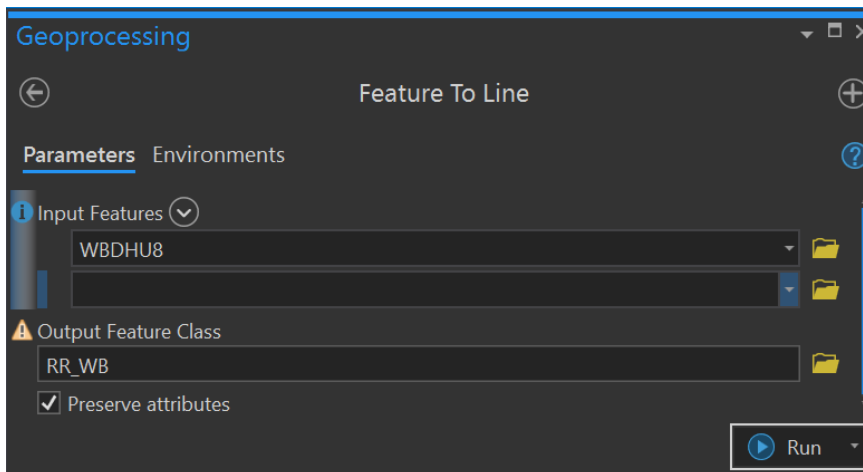 Geoprocessing
Feature To Line
Parameters Environments
Input Features
WBDHU8
Output Feature Class
RR_WB
Preserve attributes
Run